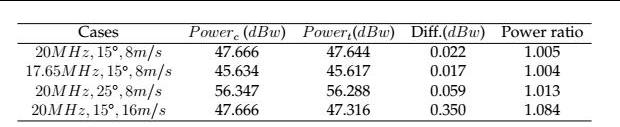 Cases Power_c (dBw) Power_t (dBw) Diff.(dBw) Power ratio
20MHz, 15°, 8m/s 47.666 47.644 0.022 1.005
17.65MHz, 15°, 8m/s 45.634 45.617 0.017 1.004
20MHz, 25°, 8m/s 56.347 56.288 0.059 1.013
20MHz, 15°, 16m/s 47.666 47.316 0.350 1.084